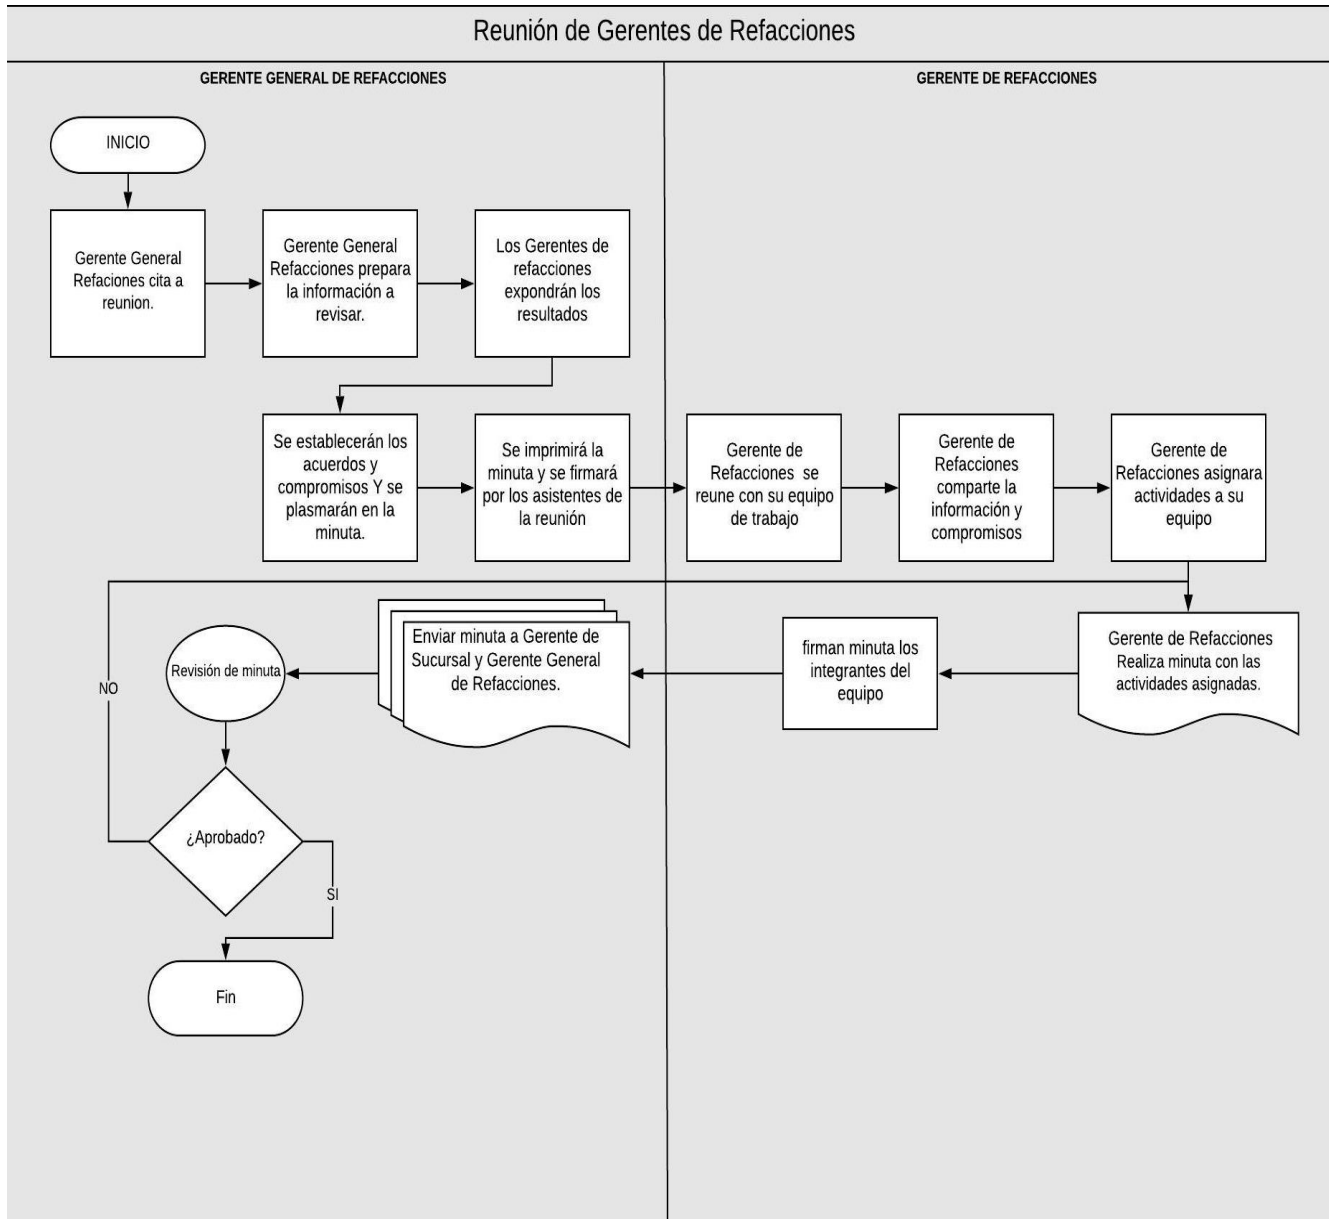 Reunión de Gerentes de Refacciones
GERENTE GENERAL DE REFACCIONES
GERENTE DE REFACCIONES
INICIO
Gerente General
Refaciones cita a
reunion.
Gerente General
Refacciones prepara
la información a
revisar.
Los Gerentes de
refacciones
expondrán los
resultados
Se establecerán los
acuerdos y
compromisos Y se
plasmarán en la
minuta.
Se imprimirá la
minuta y se firmará
por los asistentes de
la reunión
Gerente de
Refacciones se
reune con su equipo
de trabajo
Gerente de
Refacciones
comparte la
información y
compromisos
Gerente de
Refacciones asignara
actividades a su
equipo
Gerente de Refacciones
Realiza minuta con las
actividades asignadas.
firman minuta los
integrantes del
equipo
Enviar minuta a Gerente de
Sucursal y Gerente General
de Refacciones.
Revisión de minuta
NO
¿Aprobado?
SI
Fin